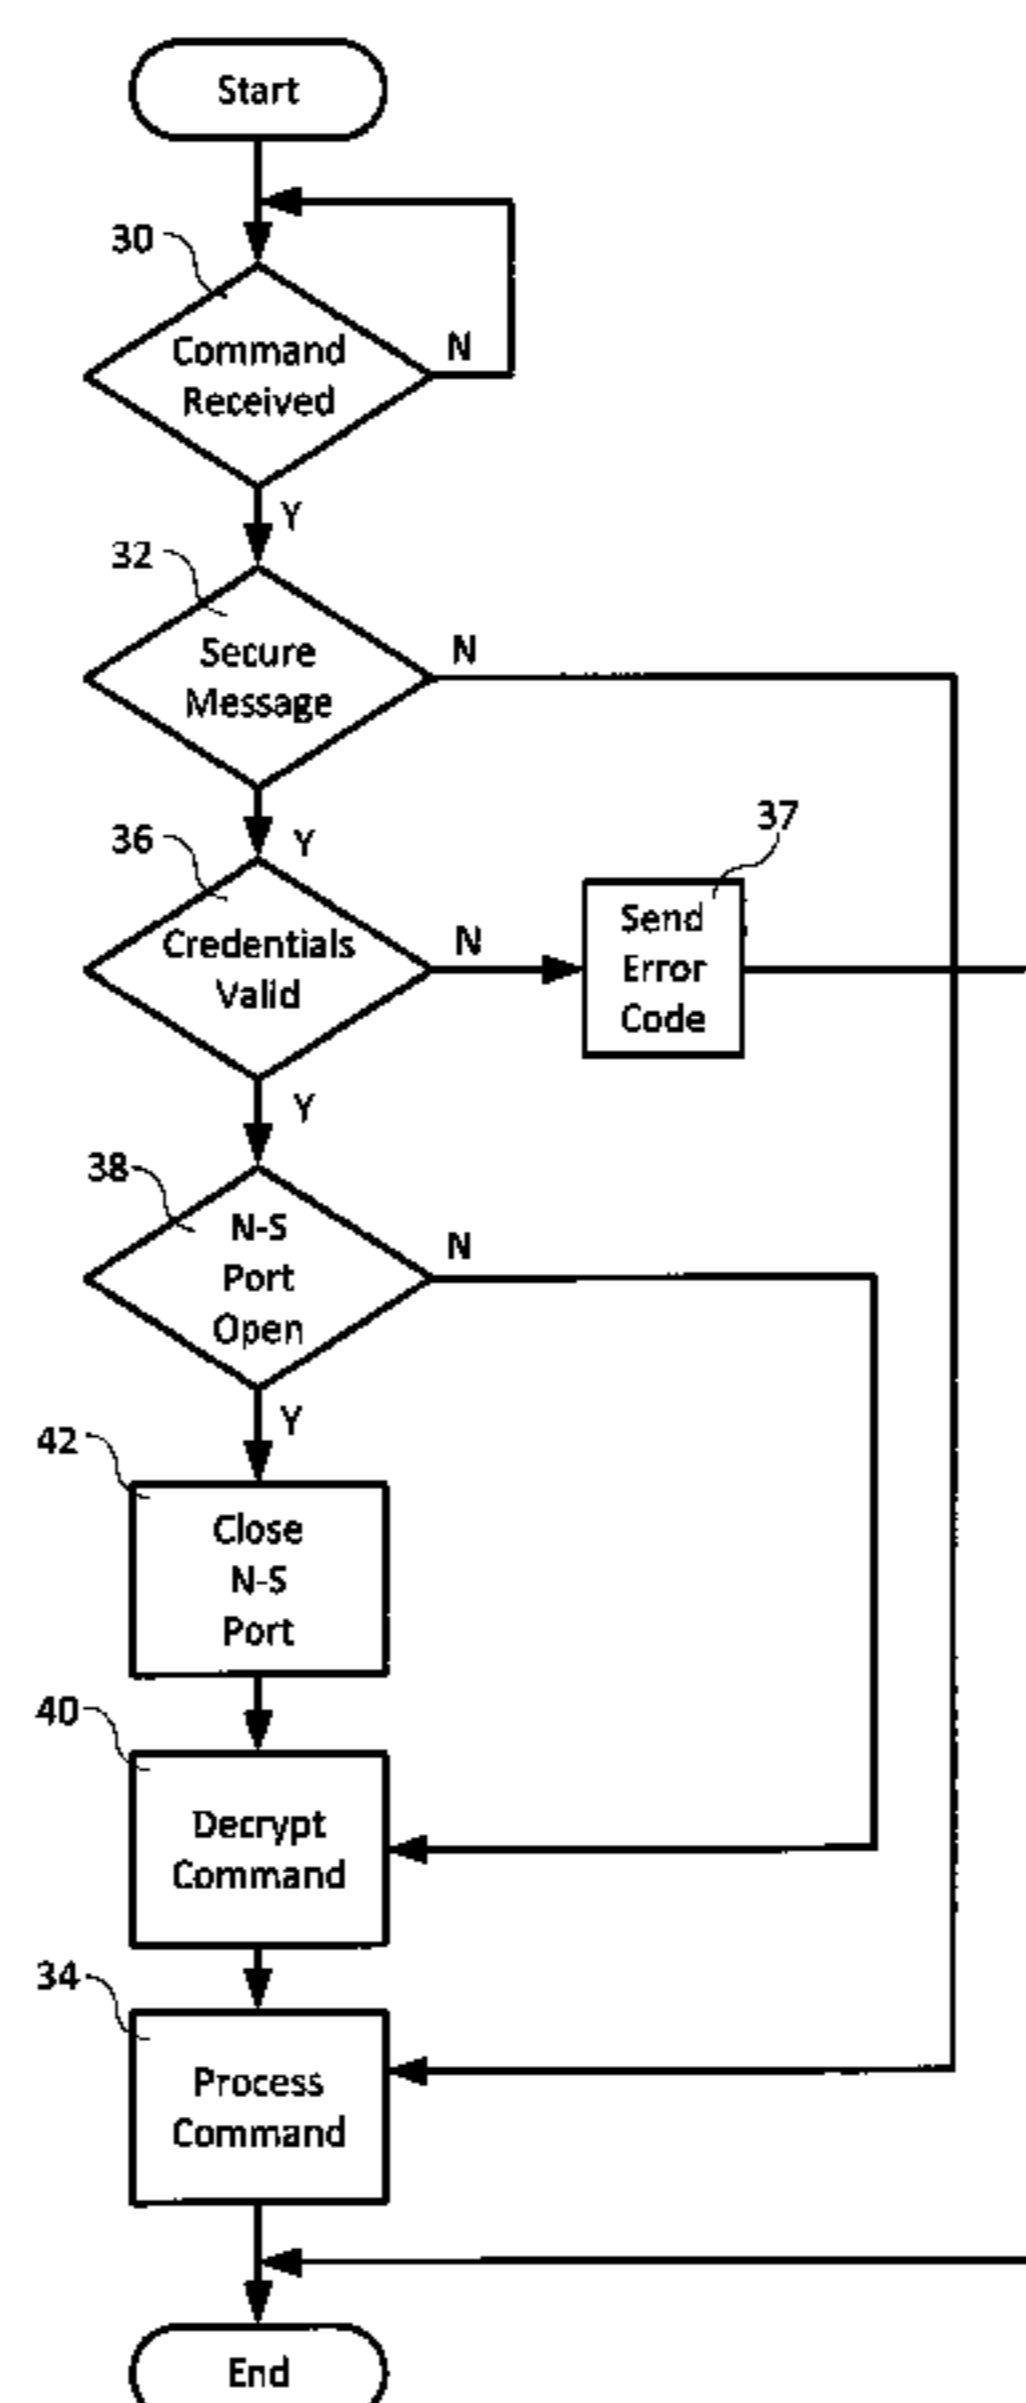 Start
30
Command
Received
N
Y
32
Secure
Message
N
Y
36
Credentials
Valid
N
37
Send
Error
Code
Y
38
N-S
Port
Open
N
Y
42
Close
N-S
Port
40
Decrypt
Command
34
Process
Command
End